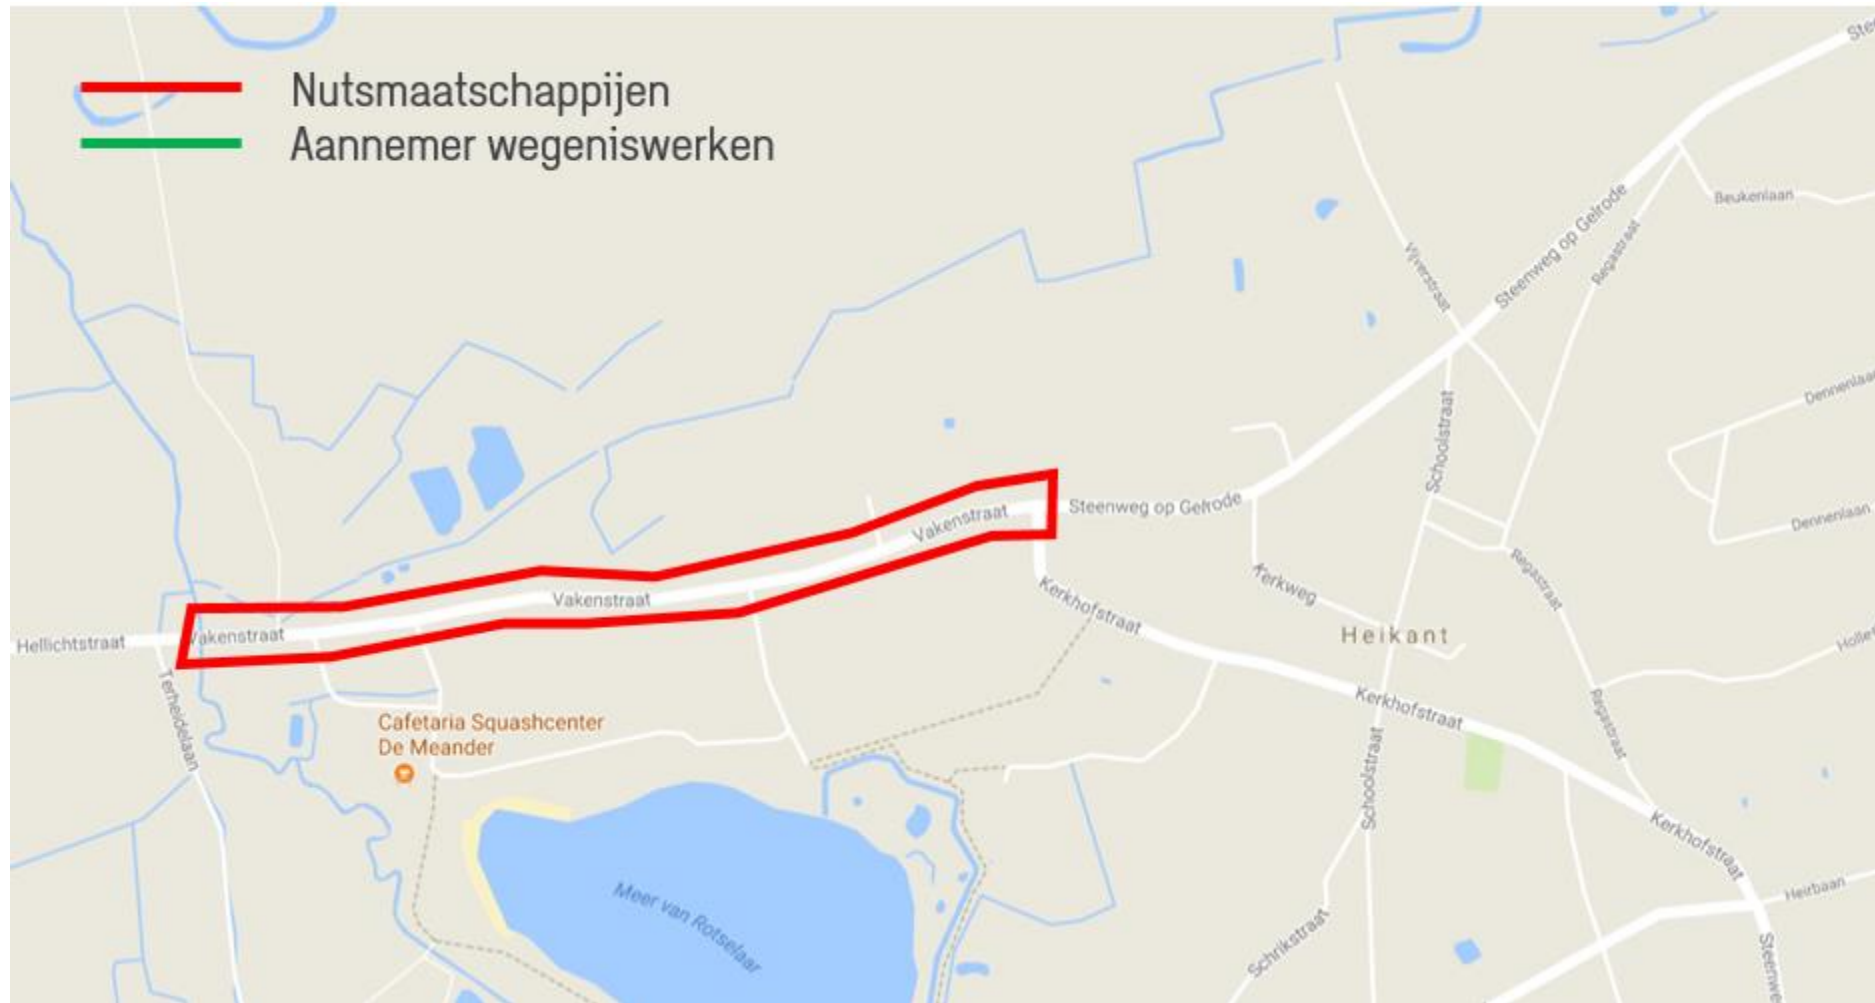 Nutsmaatschappijen
Aannemer wegeniswerken
Beukenlaan
Steenweg op Gelrode
Regastraat
Vijverstraat
Dennenlaan
Schoolstraat
Steenweg op Gelrode
Vakenstraat
Dennenlaan
Regastraat
Kerkweg
Vakenstraat
Kerkhofstraat
Heikant
Vakenstraat
Hellichtstraat
Terheidelaan
Kerkhofstraat
Regastraat
Cafetaria Squashcenter
De Meander
Schoolstraat
Kerkhofstraat
Meer van Rotselaar
Heirbaan
Schrikstraat